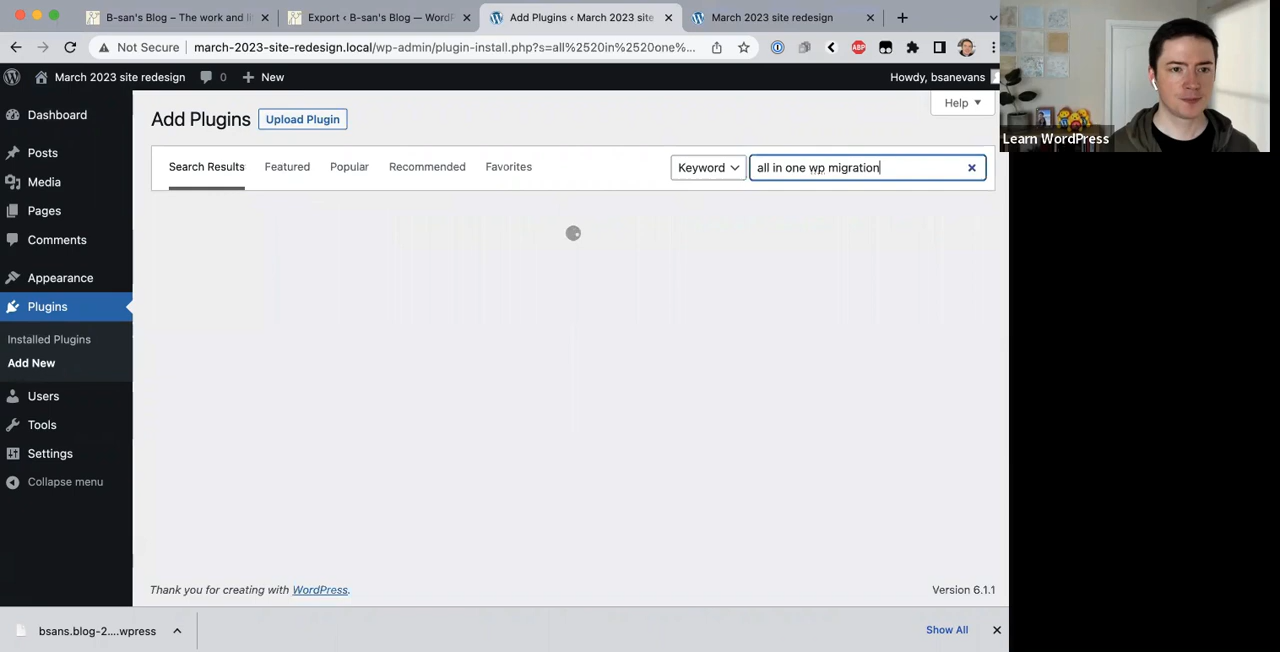 B-san's Blog – The work and li
Export ‹ B-san's Blog — WordP
Add Plugins ‹ March 2023 site
March 2023 site redesign
Not Secure
march-2023-site-redesign.local/wp-admin/plugin-install.php?s=all%2520in%2520one%...
ABP
March 2023 site redesign
0
New
Howdy, bsanevans
Learn WordPress
Help
Dashboard
Add Plugins
Upload Plugin
Posts
Search Results
Featured
Popular
Recommended
Favorites
Keyword
all in one wp migration
Media
Pages
Comments
Appearance
Plugins
Installed Plugins
Add New
Users
Tools
Settings
Collapse menu
Thank you for creating with WordPress.
Version 6.1.1
bsans.blog-2....wpress
Show All